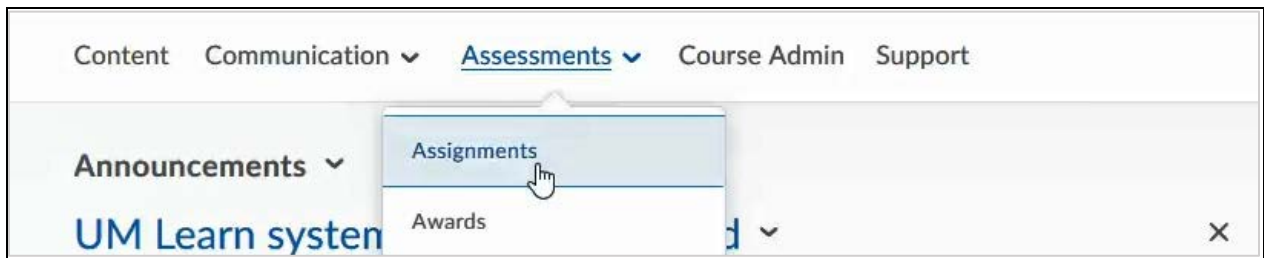 Content Communication Assessments Course Admin Support
Assignments
Announcements
Awards
UM Learn system d